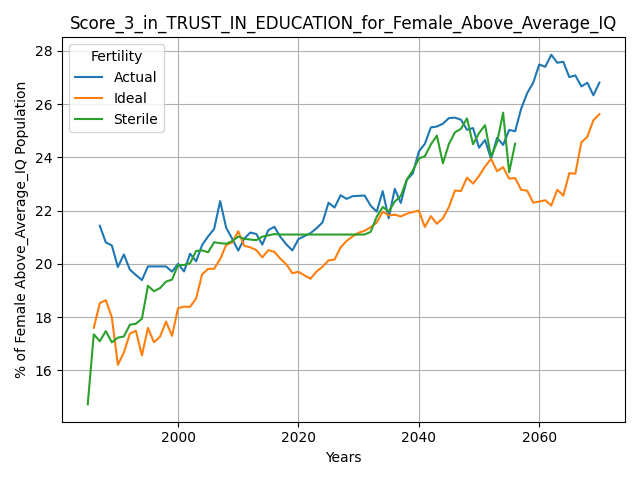 Score_3_in_TRUST_IN_EDUCATION_for_Female_Above_Average_IQ
Fertility
Actual
Ideal
Sterile
% of Female Above_Average_IQ Population
28
26
24
22
20
18
16
2000
2020
2040
2060
Years